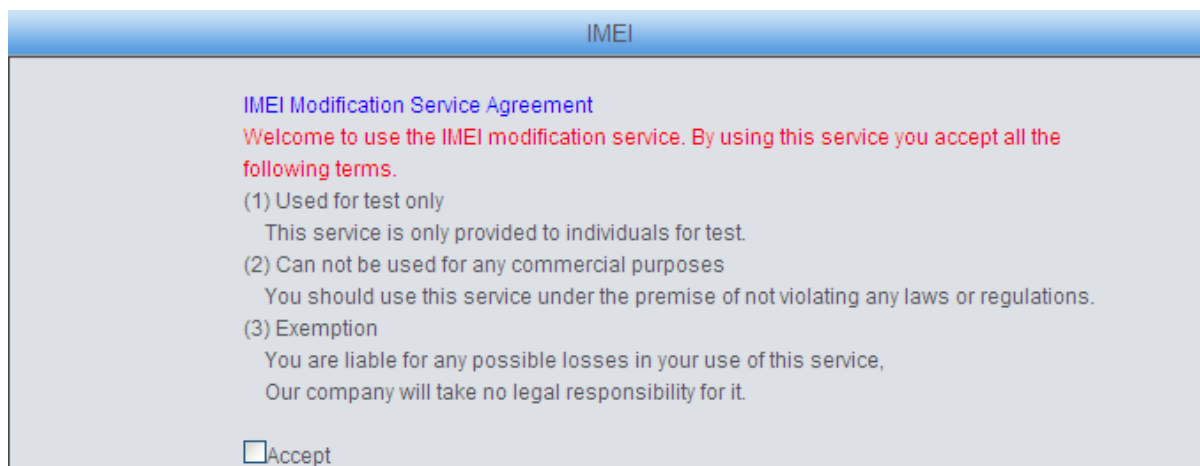 IMEI
IMEI Modification Service Agreement
Welcome to use the IMEI modification service. By using this service you accept all the
following terms.
(1) Used for test only
This service is only provided to individuals for test.
(2) Can not be used for any commercial purposes
You should use this service under the premise of not violating any laws or regulations.
(3) Exemption
You are liable for any possible losses in your use of this service,
Our company will take no legal responsibility for it.
Accept